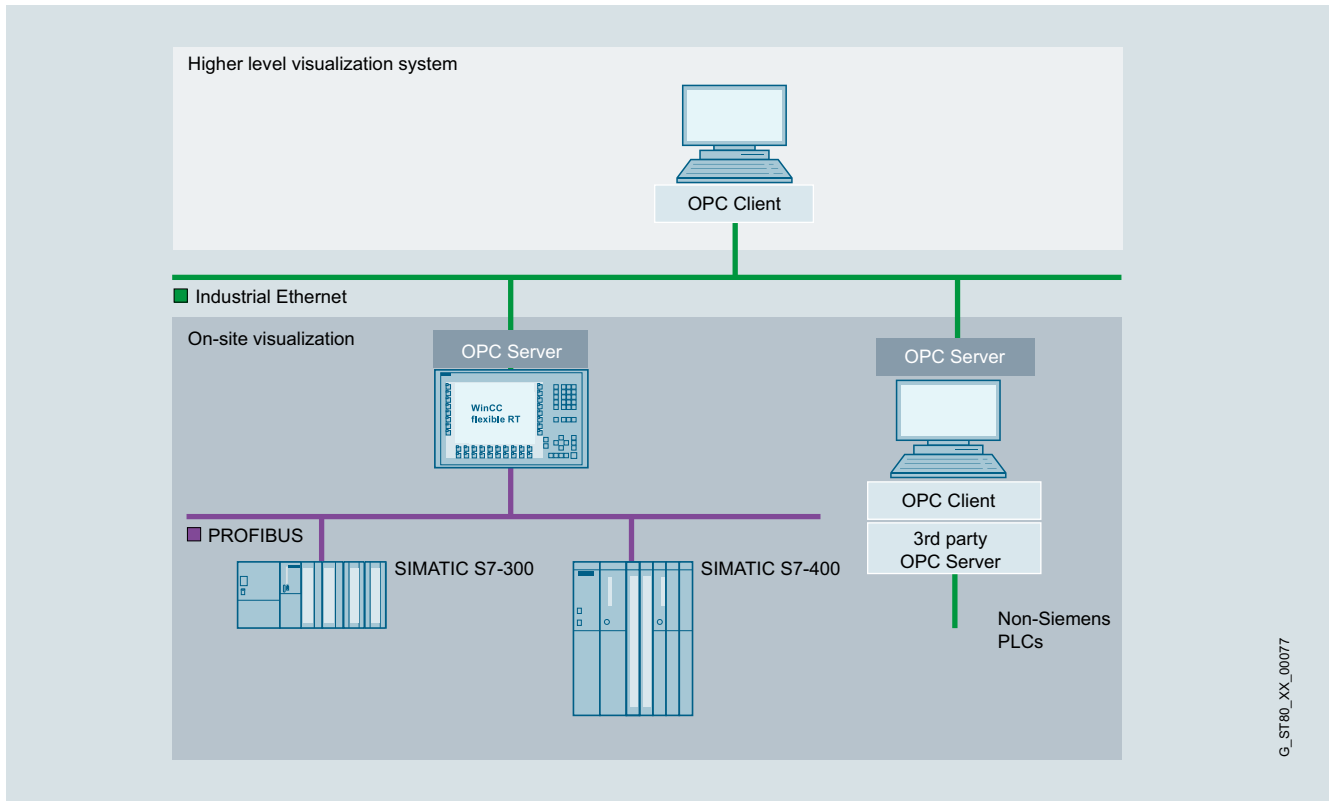 Higher level visualization system
OPC Client
Industrial Ethernet
On-site visualization
OPC Server
OPC Server
WinCC
flexible RT
OPC Client
3rd party
OPC Server
PROFIBUS
SIMATIC S7-300
SIMATIC S7-400
Non-Siemens
PLCs
G_ST80_XX_00077